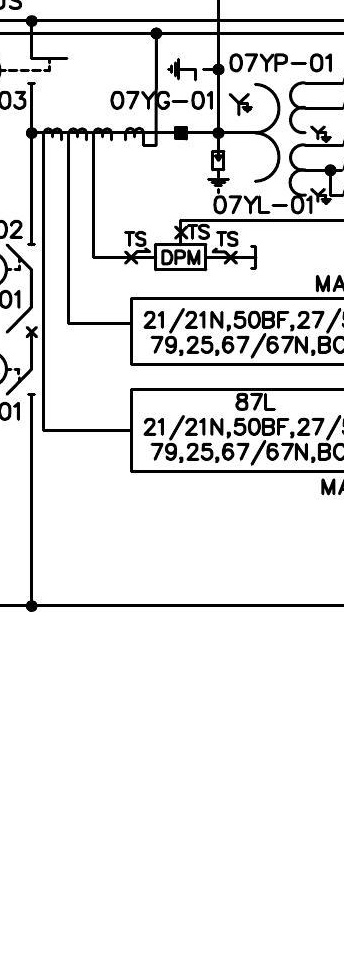 US
07YP-01
03
07YG-01
07YL-01
02
TS
TS
TS
DPM
MA
01
21/21N,50BF,27/5
79,25,67/67N,BC
87L
01
21/21N,50BF,27/5
79,25,67/67N,BC
MA